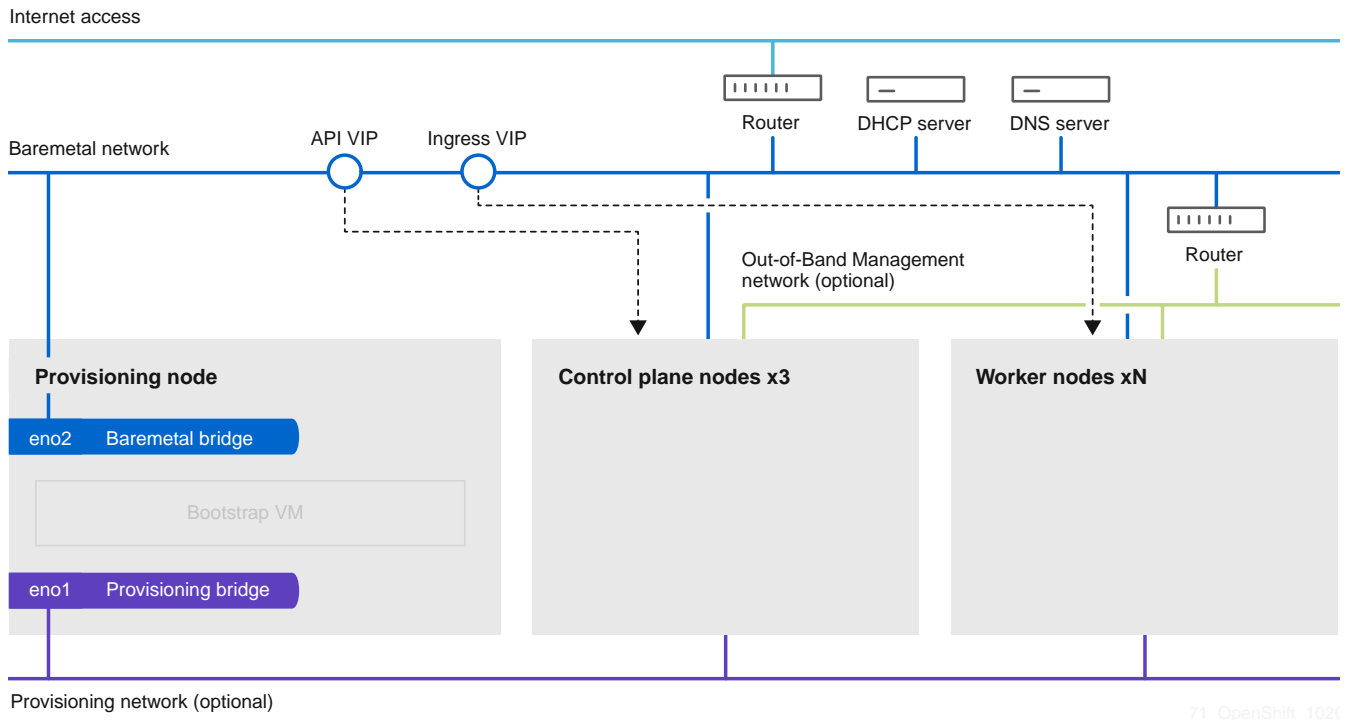 Internet access
Router
DHCP server
DNS server
Baremetal network
API VIP
Ingress VIP
Router
Out-of-Band Management
network (optional)
Provisioning node
Control plane nodes x3
Worker nodes xN
eno2
Baremetal bridge
Bootstrap VM
eno1
Provisioning bridge
Provisioning network (optional)
71_OpenShift_1020